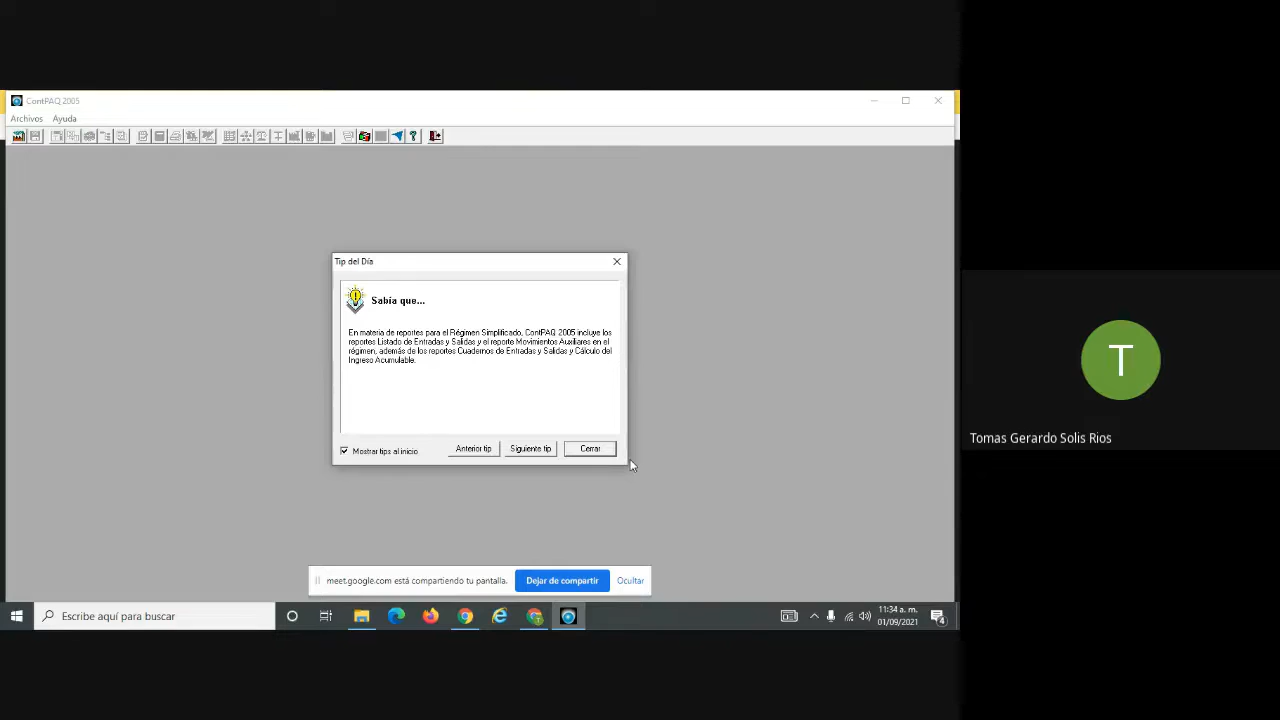 ContPAQ 2005
Archivos Ayuda
Tip del Día
Sabía que...
En materia de reportes para el Régimen Simplificado, ContPAQ 2005 incluye los
reportes Listado de Entradas y Salidas y el reporte Movimientos Auxiliares en el
régimen, además de los reportes Cuadernos de Entradas y Salidas y Cálculo del
Ingreso Acumulable.
Mostrar tips al inicio Anterior tip Siguiente tip Cerrar
T
Tomas Gerardo Solis Rios
meet.google.com está compartiendo tu pantalla. Dejar de compartir Ocultar
Escribe aquí para buscar
11:34 a. m.
01/09/2021
4